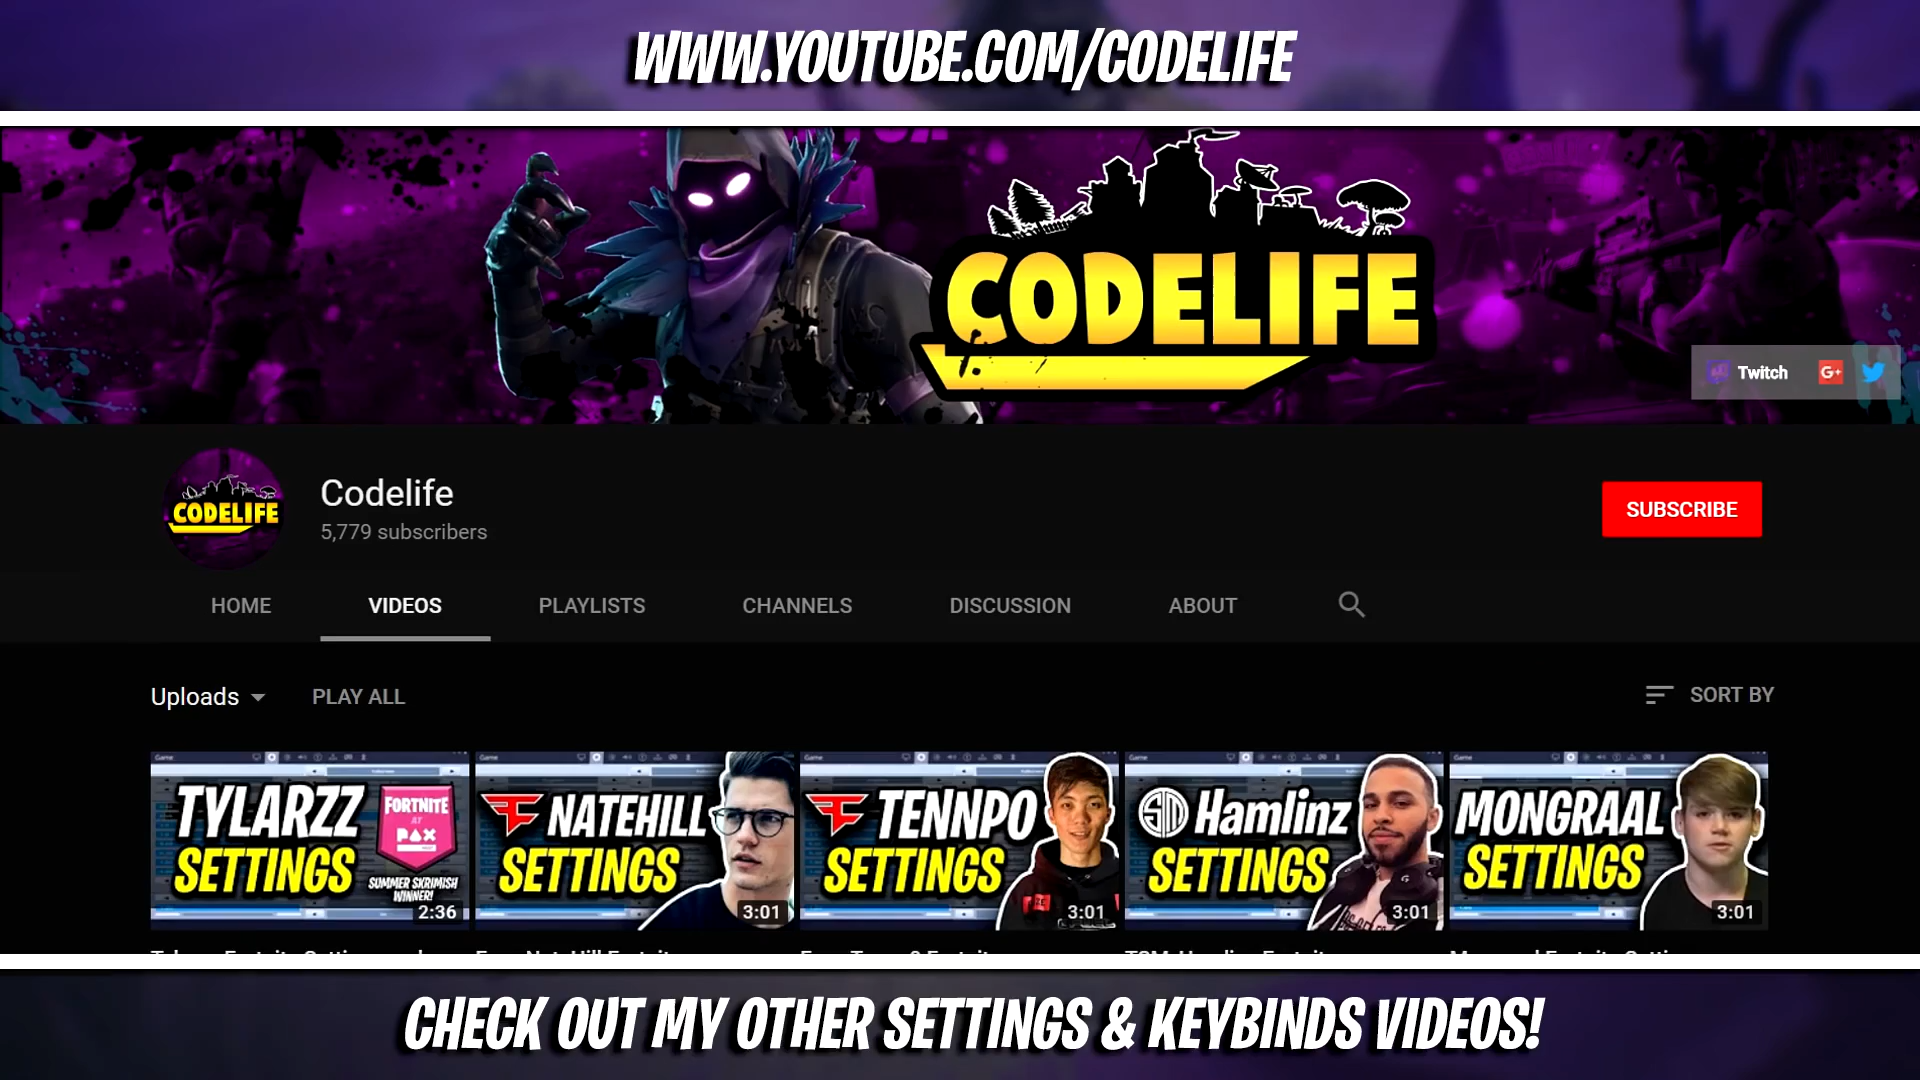 WWW.YOUTUBE.COM/CODELIFE
CODELIFE
Twitch G+
CODELIFE
Codelife
5,779 subscribers
SUBSCRIBE
HOME VIDEOS PLAYLISTS CHANNELS DISCUSSION ABOUT
Uploads PLAY ALL SORT BY
TYLARZZ
SETTINGS
FORTNITE
AT
PAX
SUMMER SKRIMISH
WINNER!
2:36
NATEHILL
SETTINGS
3:01
TENNPO
SETTINGS
3:01
Hamlinz
SETTINGS
3:01
MONGRAAL
SETTINGS
3:01
CHECK OUT MY OTHER SETTINGS & KEYBINDS VIDEOS!